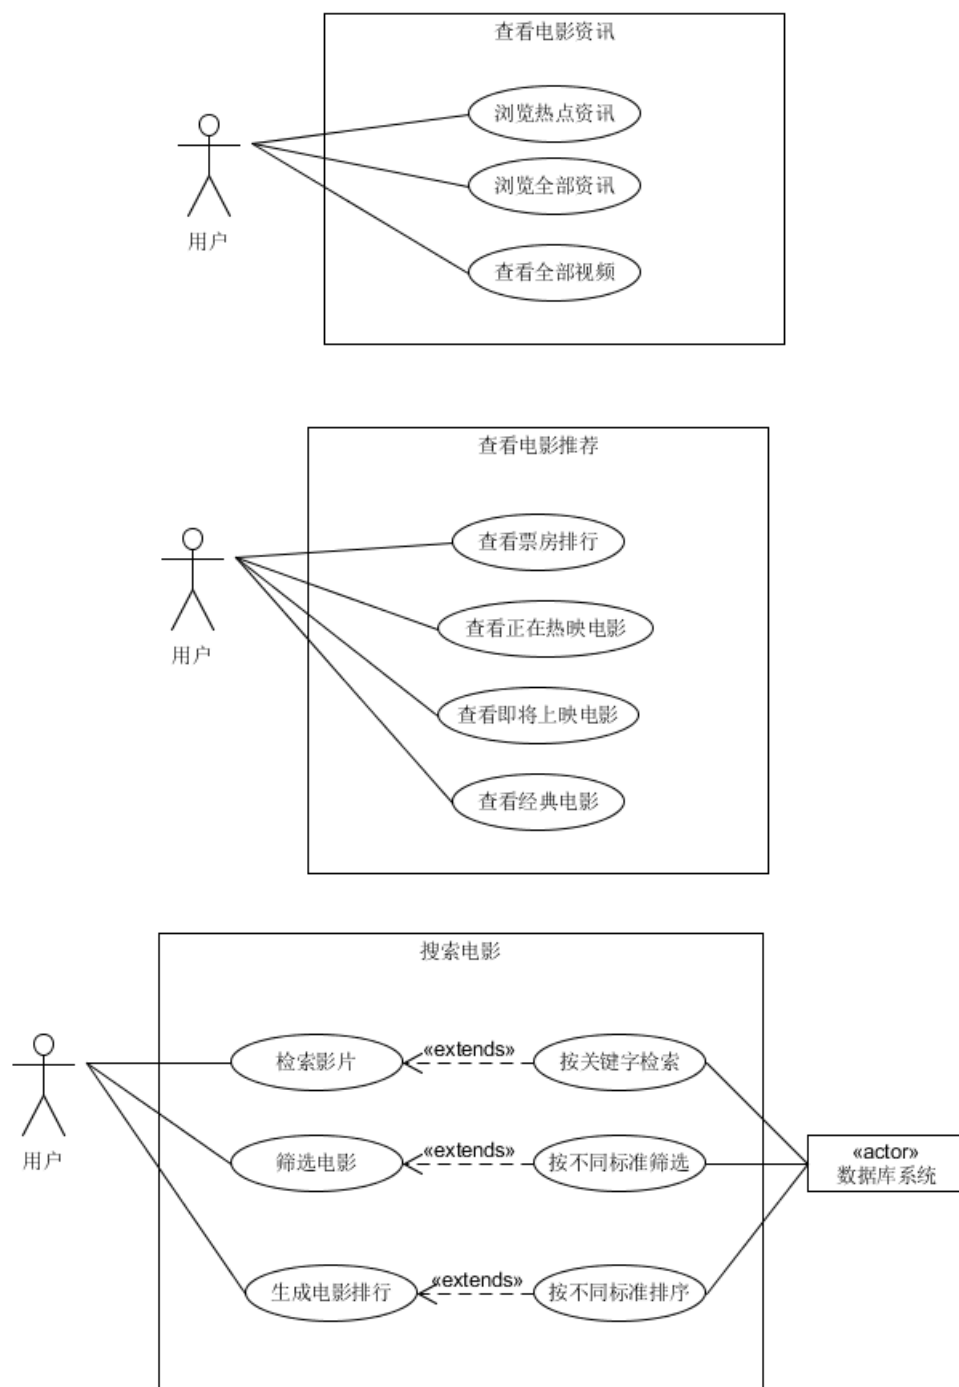 查看电影资讯
浏览热点资讯
浏览全部资讯
查看全部视频
用户
查看电影推荐
查看票房排行
查看正在热映电影
查看即将上映电影
查看经典电影
用户
搜索电影
检索影片
«extends»
按关键字检索
筛选电影
«extends»
按不同标准筛选
«actor»
数据库系统
用户
生成电影排行
«extends»
按不同标准排序